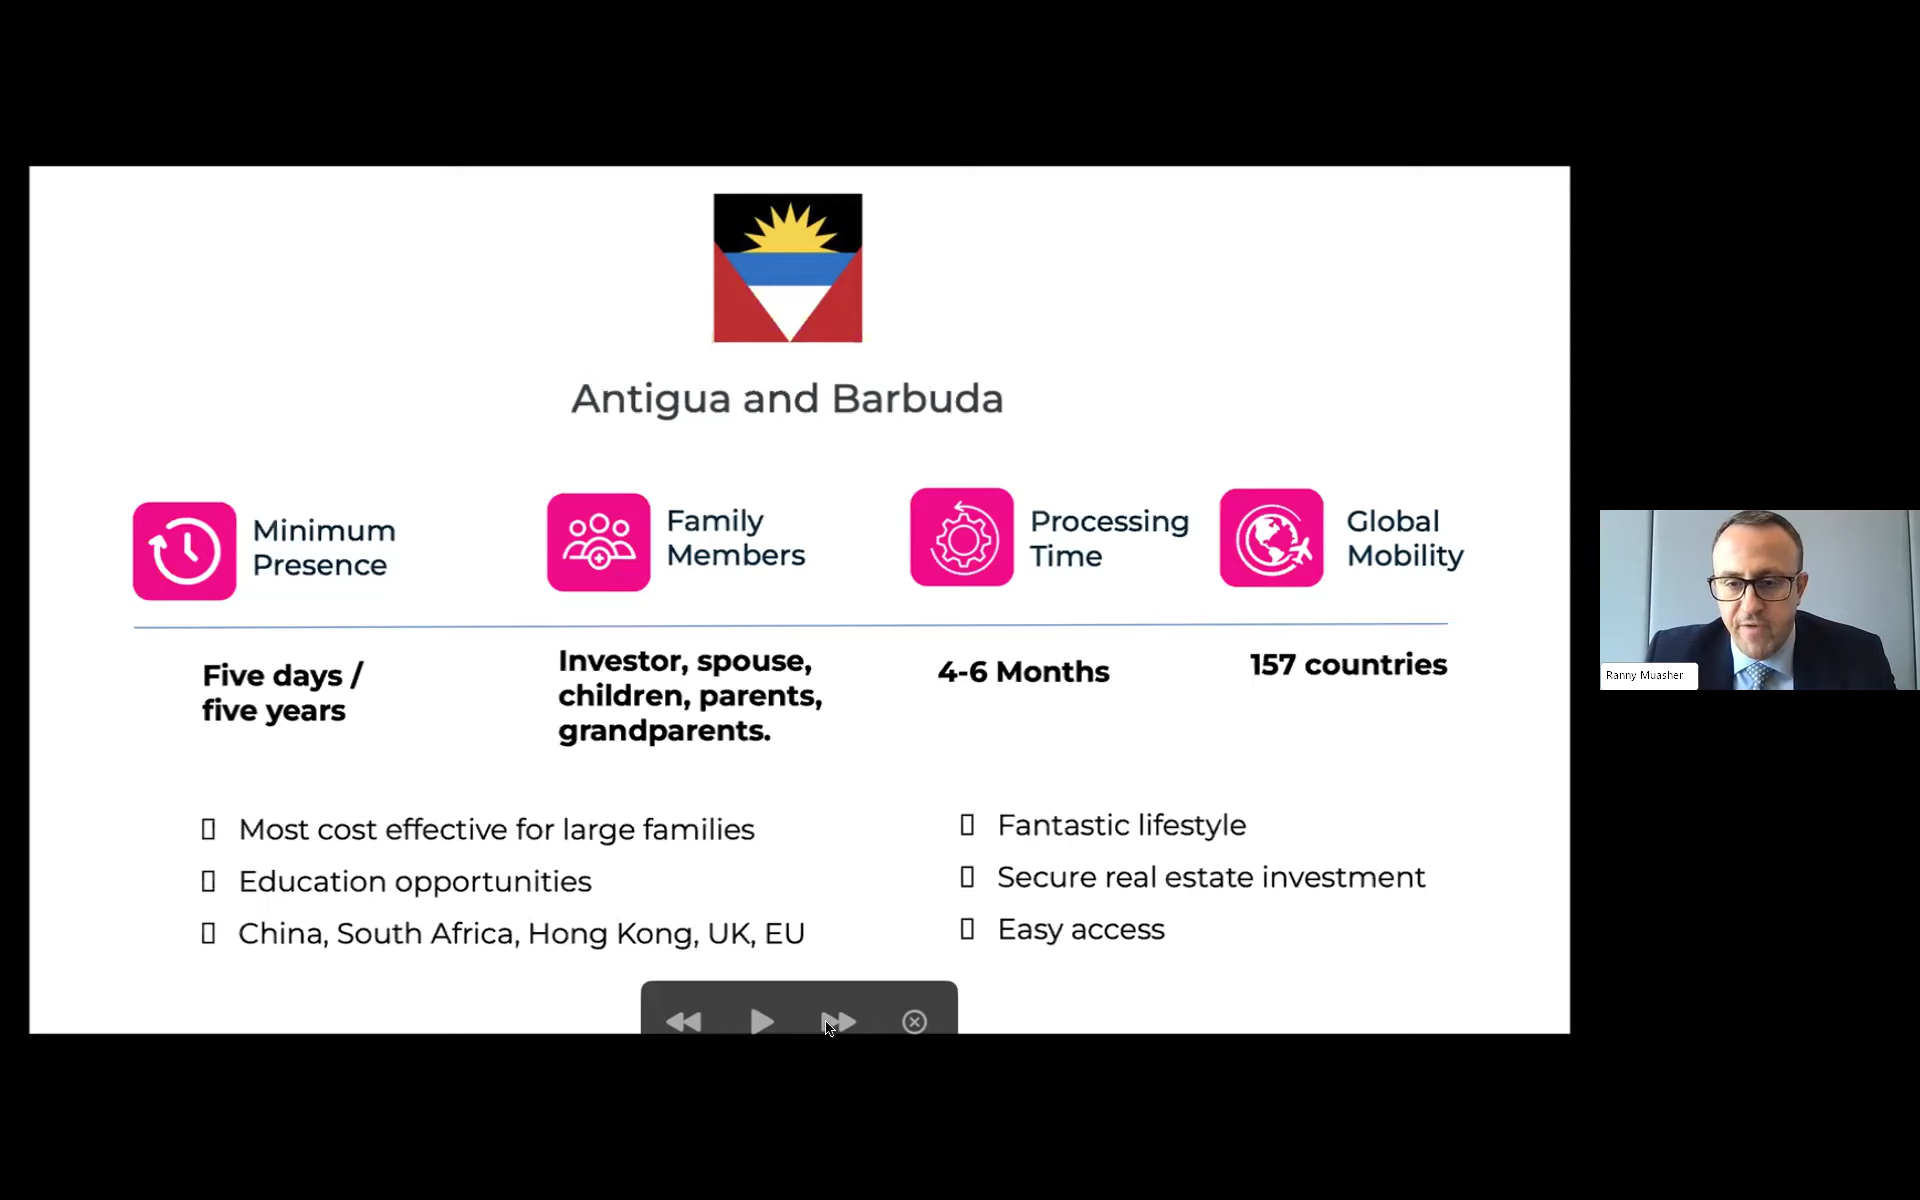 Antigua and Barbuda
Minimum
Presence
Family
Members
Processing
Time
Global
Mobility
Five days /
five years
Investor, spouse,
children, parents,
grandparents.
4-6 Months
157 countries
Most cost effective for large families
Education opportunities
China, South Africa, Hong Kong, UK, EU
Fantastic lifestyle
Secure real estate investment
Easy access
Ranny Muasher